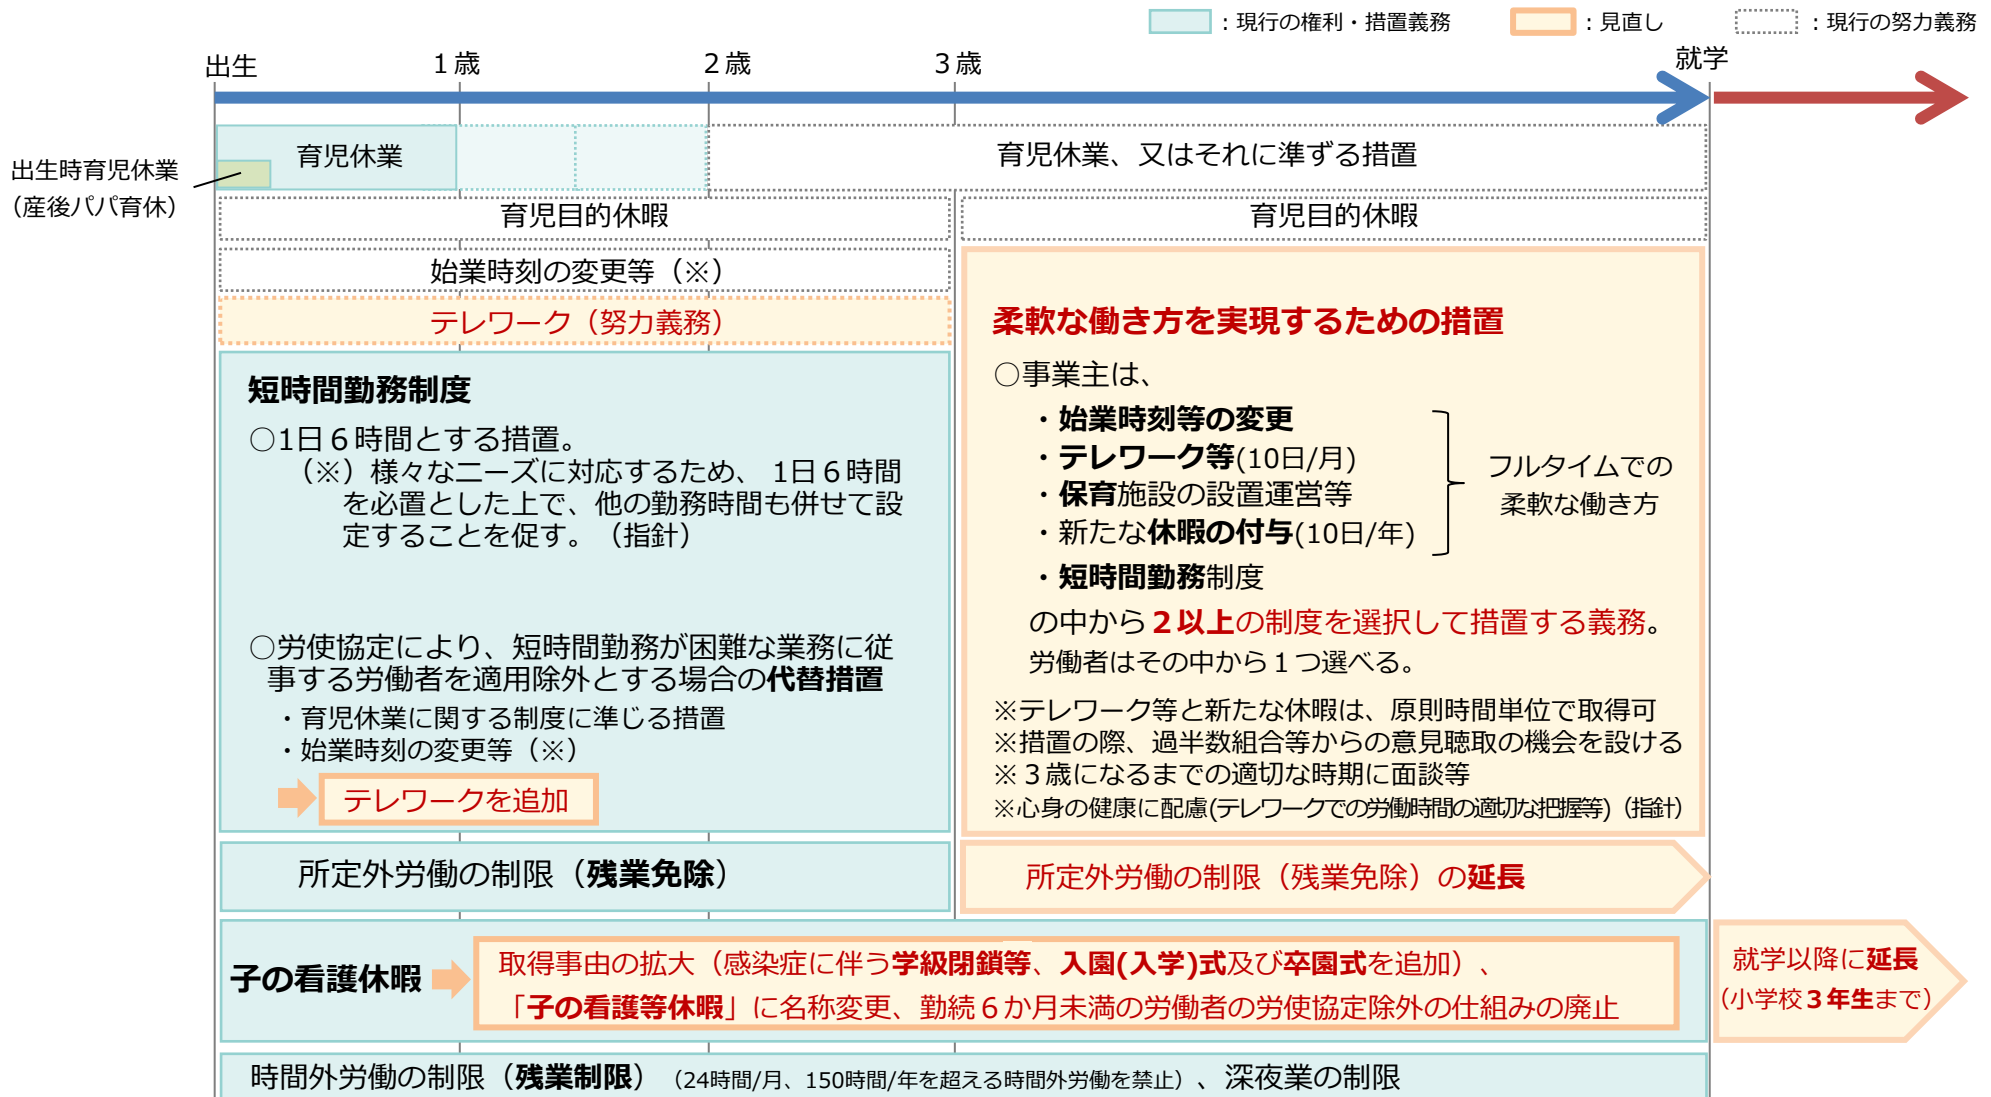 ：現行の権利・措置義務
：見直し
：現行の努力義務
出生
１歳
２歳
３歳
就学
出生時育児休業
（産後パパ育休）
育児休業
育児休業、又はそれに準ずる措置
育児目的休暇
育児目的休暇
始業時刻の変更等（※）
テレワーク（努力義務）
短時間勤務制度
○1日６時間とする措置。
（※）様々なニーズに対応するため、 1日６時間
を必置とした上で、他の勤務時間も併せて設
定することを促す。（指針）
○労使協定により、短時間勤務が困難な業務に従
事する労働者を適用除外とする場合の代替措置
・育児休業に関する制度に準じる措置
・始業時刻の変更等（※）
テレワークを追加
柔軟な働き方を実現するための措置
○事業主は、
・始業時刻等の変更
・テレワーク等(10日/月)
・保育施設の設置運営等
・新たな休暇の付与(10日/年)
フルタイムでの
柔軟な働き方
・短時間勤務制度
の中から２以上の制度を選択して措置する義務。
労働者はその中から１つ選べる。
※テレワーク等と新たな休暇は、原則時間単位で取得可
※措置の際、過半数組合等からの意見聴取の機会を設ける
※３歳になるまでの適切な時期に面談等
※心身の健康に配慮(テレワークでの労働時間の適切な把握等)（指針）
所定外労働の制限（残業免除）
所定外労働の制限（残業免除）の延長
子の看護休暇
取得事由の拡大（感染症に伴う学級閉鎖等、入園(入学)式及び卒園式を追加）、
「子の看護等休暇」に名称変更、勤続６か月未満の労働者の労使協定除外の仕組みの廃止
就学以降に延長
（小学校３年生まで）
時間外労働の制限（残業制限）（24時間/月、150時間/年を超える時間外労働を禁止）、深夜業の制限